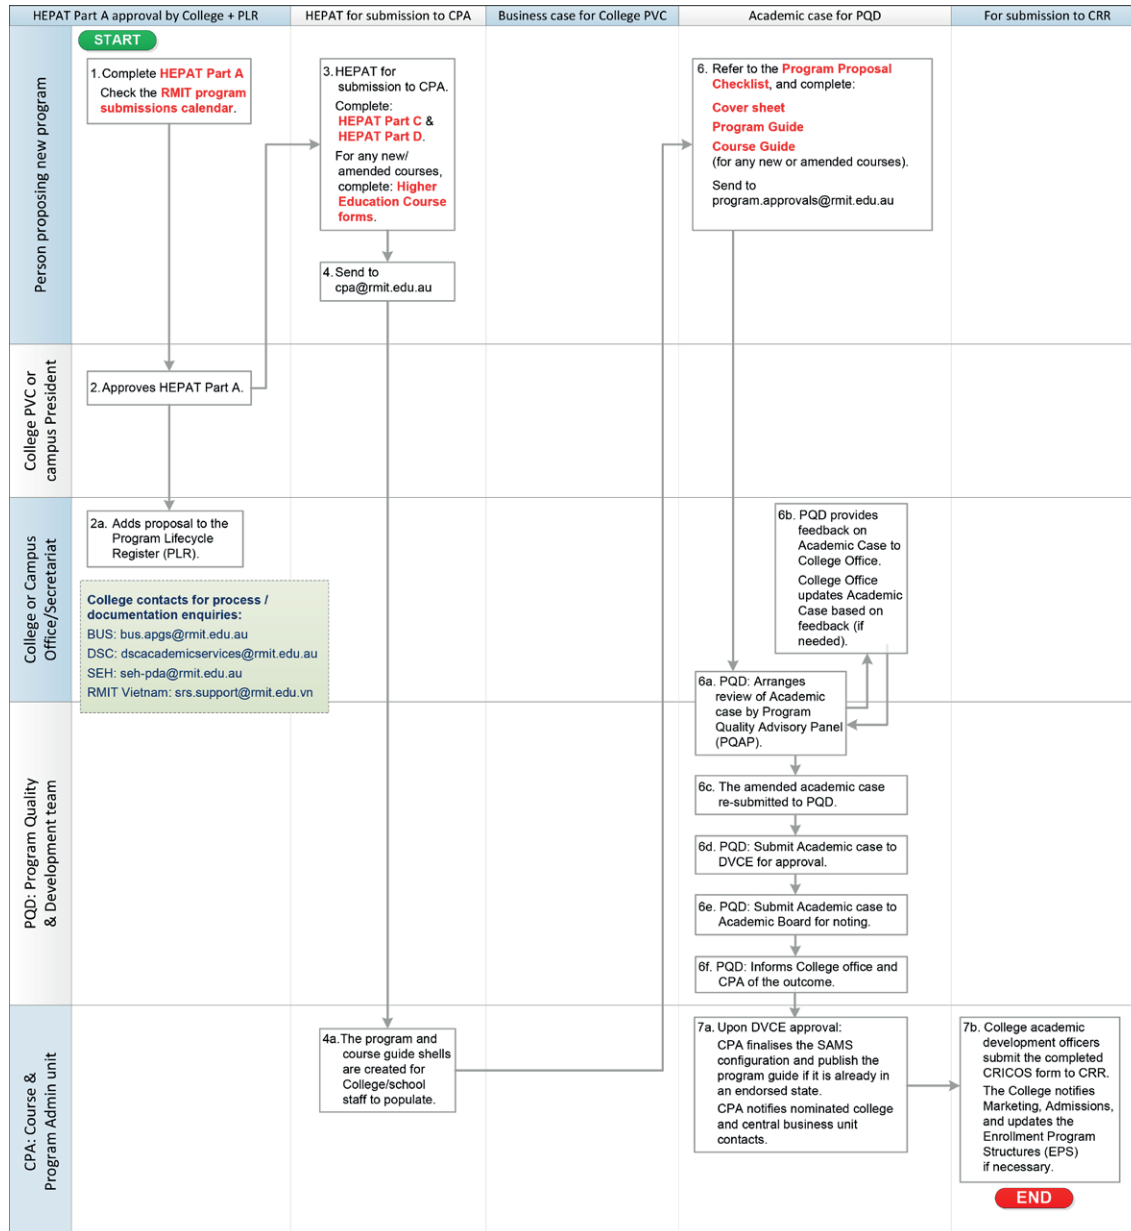 HEPAT Part A approval by College + PLR
HEPAT for submission to CPA
Business case for College PVC
Academic case for PQD
For submission to CRR
Person proposing new program
START
1. Complete HEPAT Part A
Check the RMIT program
submissions calendar.
3. HEPAT for
submission to CPA.
Complete:
HEPAT Part C &
HEPAT Part D.
For any new/
amended courses,
complete: Higher
Education Course
forms.
4. Send to
cpa@rmit.edu.au
6. Refer to the Program Proposal
Checklist, and complete:
Cover sheet
Program Guide
Course Guide
(for any new or amended courses).
Send to
program.approvals@rmit.edu.au
College PVC or
campus President
2. Approves HEPAT Part A.
College or Campus
Office/Secretariat
2a. Adds proposal to the
Program Lifecycle
Register (PLR).
College contacts for process /
documentation enquiries:
BUS: bus.apgs@rmit.edu.au
DSC: dscacademicservices@rmit.edu.au
SEH: seh-pda@rmit.edu.au
RMIT Vietnam: srs.support@rmit.edu.vn
6b. PQD provides
feedback on
Academic Case to
College Office.
College Office
updates Academic
Case based on
feedback (if
needed).
PQD: Program Quality
& Development team
6a. PQD: Arranges
review of Academic
case by Program
Quality Advisory Panel
(PQAP).
6c. The amended academic case
re-submitted to PQD.
6d. PQD: Submit Academic case to
DVCE for approval.
6e. PQD: Submit Academic case to
Academic Board for noting.
6f. PQD: Informs College office and
CPA of the outcome.
CPA: Course &
Program Admin unit
4a. The program and
course guide shells
are created for
College/school
staff to populate.
7a. Upon DVCE approval:
CPA finalises the SAMS
configuration and publish the
program guide if it is already in
an endorsed state.
CPA notifies nominated college
and central business unit
contacts.
7b. College academic
development officers
submit the completed
CRICOS form to CRR.
The College notifies
Marketing, Admissions,
and updates the
Enrollment Program
Structures (EPS)
if necessary.
END